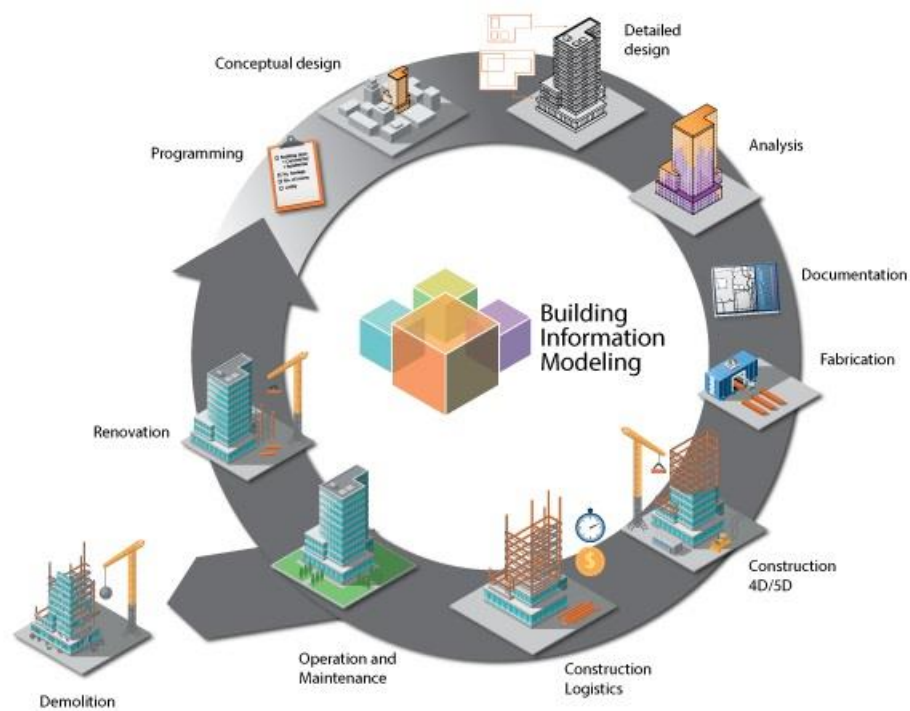 Conceptual design
Detailed
design
Programming
Analysis
Documentation
Building
Information
Modeling
Fabrication
Renovation
$
Construction
4D/5D
Operation and
Maintenance
Construction
Logistics
Demolition